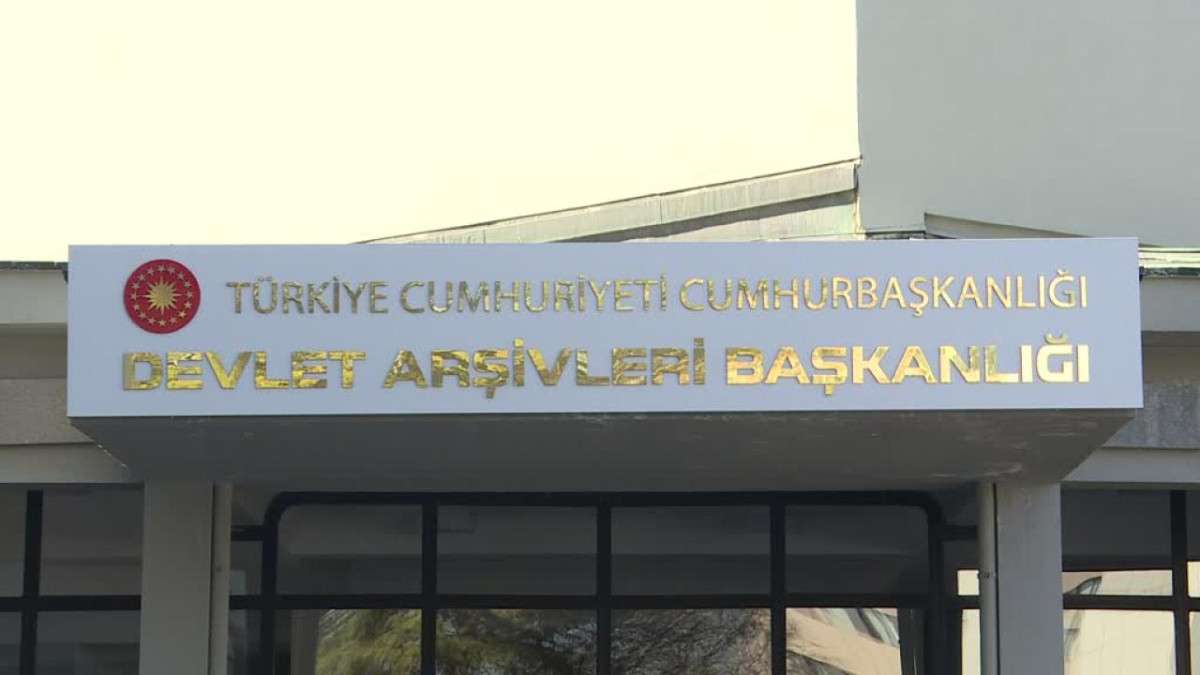 TÜRKİYE CUMHURİYETİ CUMHURBAŞKANLIĞI
DEVLET ARŞİVLERİ BAŞKANLIĞI